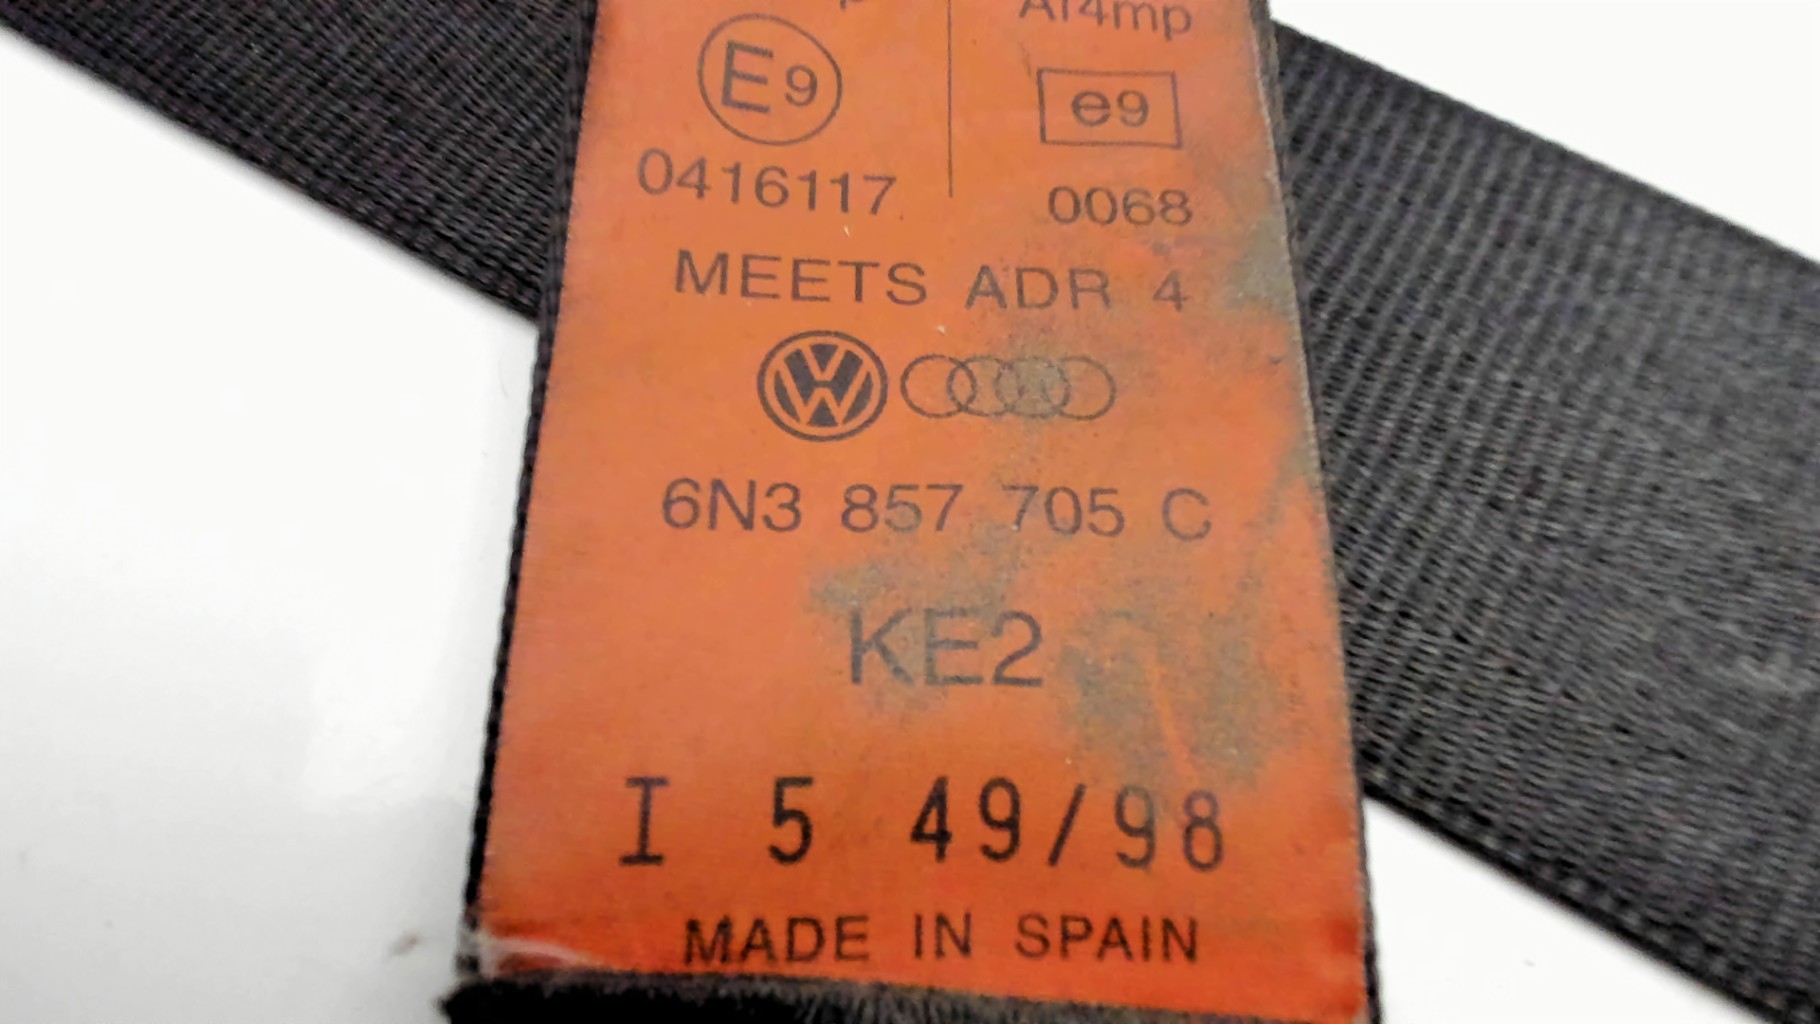 Ar4mp
E9 e9
0416117 0068
MEETS ADR 4
6N3 857 705 C
KE2
I 5 49/98
MADE IN SPAIN